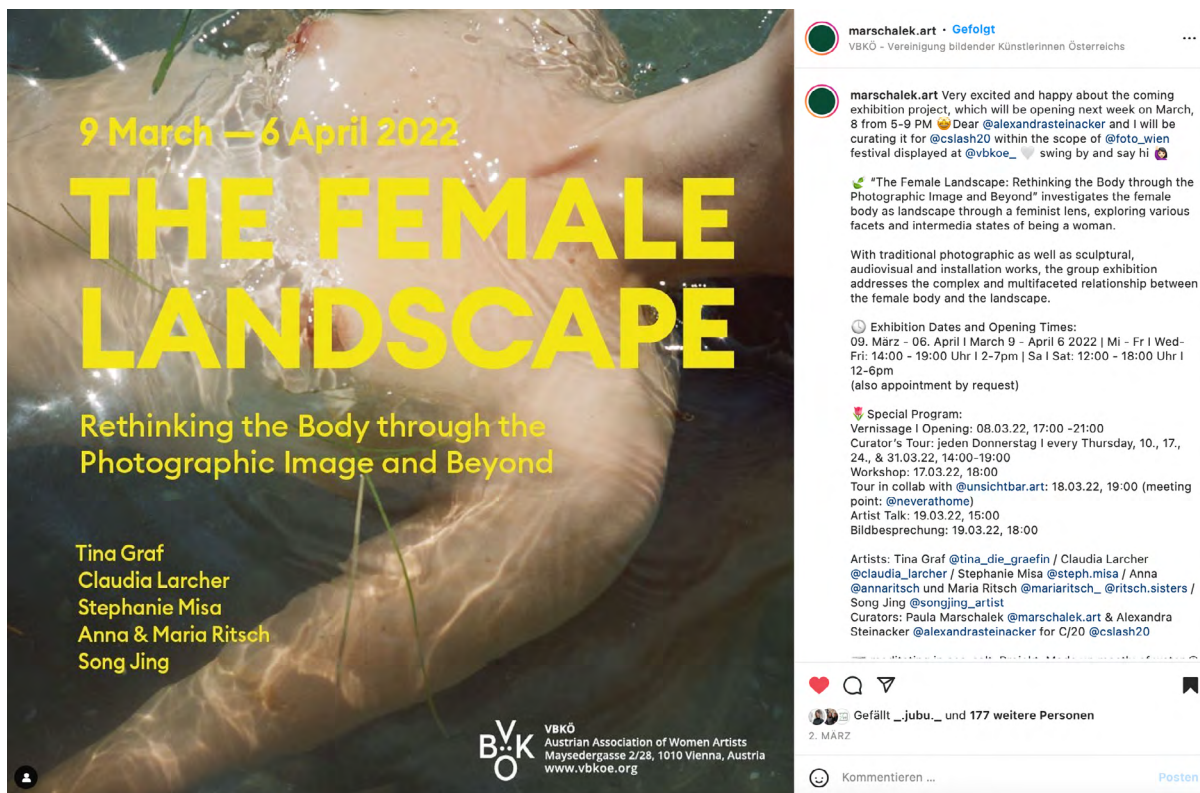 9 March — 6 April 2022
THE FEMALE
LANDSCAPE
Rethinking the Body through the
Photographic Image and Beyond
Tina Graf
Claudia Larcher
Stephanie Misa
Anna & Maria Ritsch
Song Jing
VBKÖ
VBKÖ
Austrian Association of Women Artists
Maysedergasse 2/28, 1010 Vienna, Austria
www.vbkoe.org
marschalek.art • Gefolgt
VBKÖ - Vereinigung bildender Künstlerinnen Österreichs
marschalek.art Very excited and happy about the coming
exhibition project, which will be opening next week on March,
8 from 5-9 PM 🤩 Dear @alexandrasteinacker and I will be
curating it for @cslash20 within the scope of @foto_wien
festival displayed at @vbkoe_ 🤍 swing by and say hi 🙋🏻‍♀️
🌿 “The Female Landscape: Rethinking the Body through the
Photographic Image and Beyond” investigates the female
body as landscape through a feminist lens, exploring various
facets and intermedia states of being a woman.
With traditional photographic as well as sculptural,
audiovisual and installation works, the group exhibition
addresses the complex and multifaceted relationship between
the female body and the landscape.
🕓 Exhibition Dates and Opening Times:
09. März - 06. April I March 9 - April 6 2022 | Mi - Fr I Wed-
Fri: 14:00 - 19:00 Uhr I 2-7pm | Sa I Sat: 12:00 - 18:00 Uhr I
12-6pm
(also appointment by request)
🌷 Special Program:
Vernissage I Opening: 08.03.22, 17:00 -21:00
Curator's Tour: jeden Donnerstag I every Thursday, 10., 17.,
24., & 31.03.22, 14:00-19:00
Workshop: 17.03.22, 18:00
Tour in collab with @unsichtbar.art: 18.03.22, 19:00 (meeting
point: @neverathome)
Artist Talk: 19.03.22, 15:00
Bildbesprechung: 19.03.22, 18:00
Artists: Tina Graf @tina_die_graefin / Claudia Larcher
@claudia_larcher / Stephanie Misa @steph.misa / Anna
@annaritsch und Maria Ritsch @mariaritsch_ @ritsch.sisters /
Song Jing @songjing_artist
Curators: Paula Marschalek @marschalek.art & Alexandra
Steinacker @alexandrasteinacker for C/20 @cslash20
Gefällt _.jubu._ und 177 weitere Personen
2. MÄRZ
Kommentieren ...
Posten